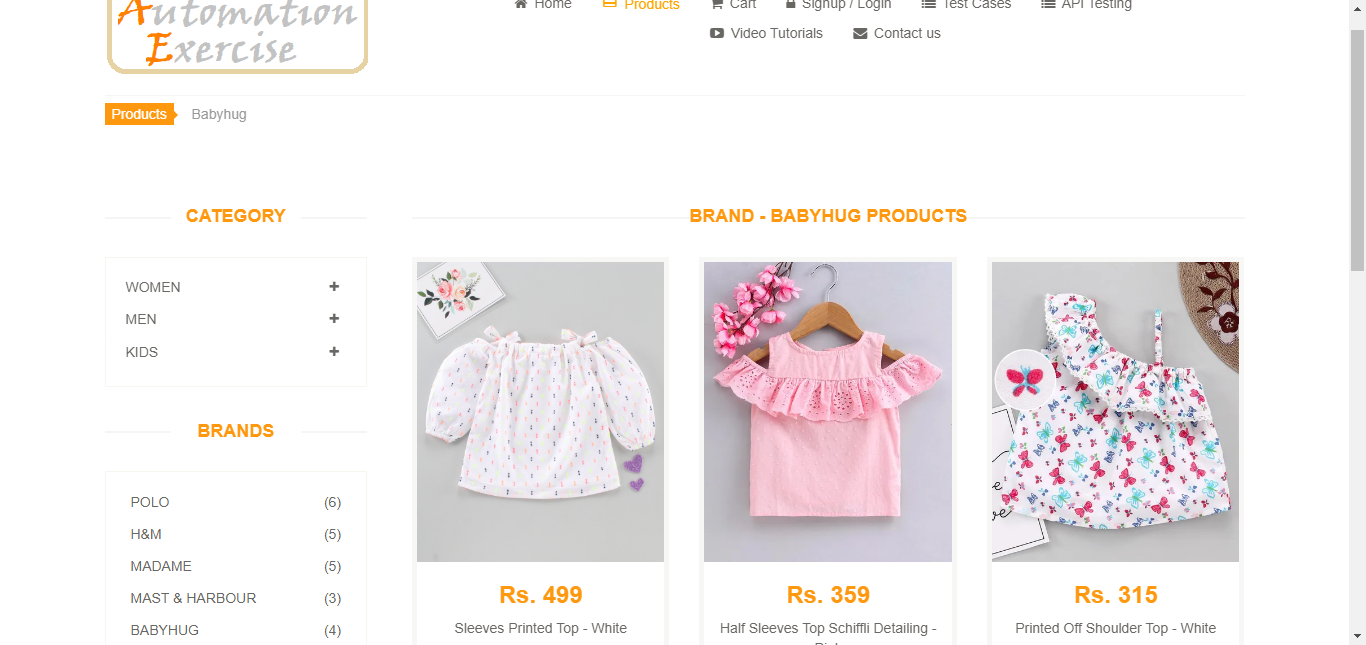 Automation
Exercise
Home
Products
Cart
Signup / Login
Test Cases
API Testing
Video Tutorials
Contact us
Products
Babyhug
CATEGORY
WOMEN
MEN
KIDS
BRANDS
POLO (6)
H&M (5)
MADAME (5)
MAST & HARBOUR (3)
BABYHUG (4)
BRAND - BABYHUG PRODUCTS
Rs. 499
Sleeves Printed Top - White
Rs. 359
Half Sleeves Top Schiffli Detailing -
Rs. 315
Printed Off Shoulder Top - White